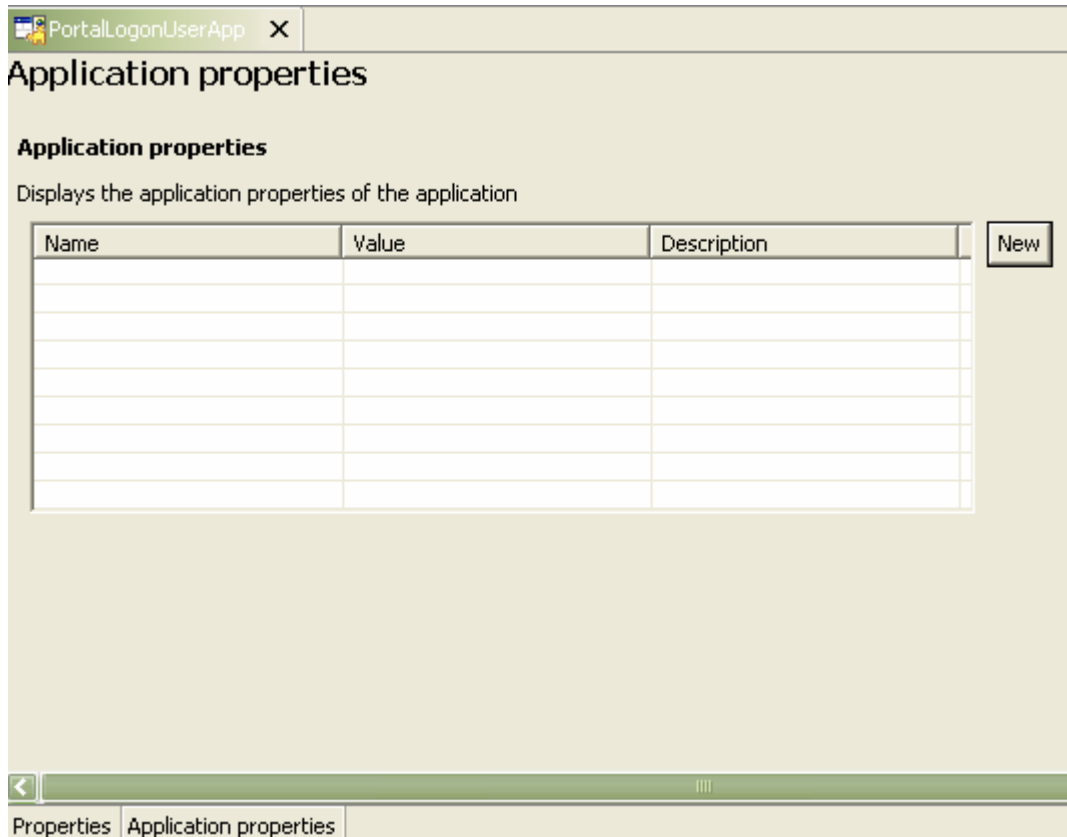 PortalLogonUserApp
Application properties
Application properties
Displays the application properties of the application
Name Value Description New
Properties Application properties